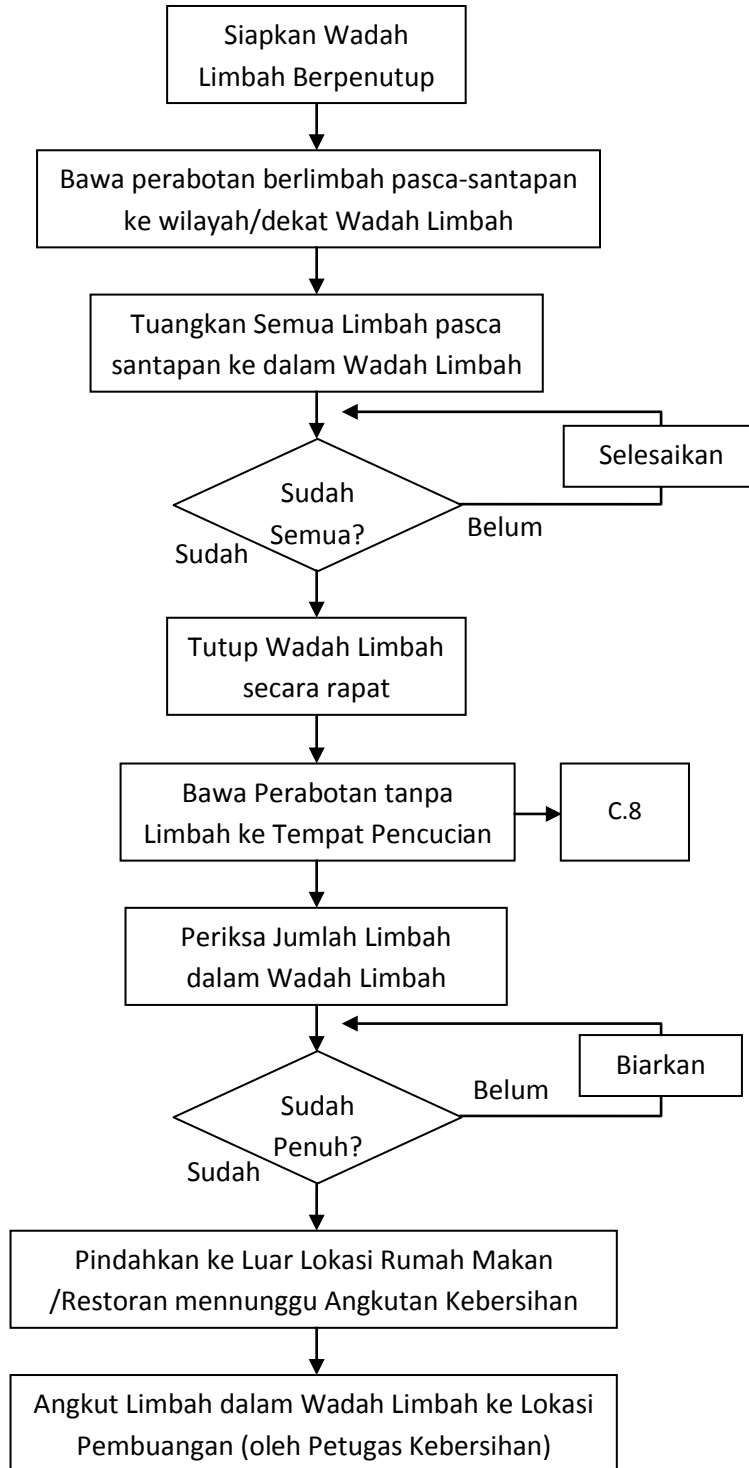 Siapkan Wadah
Limbah Berpenutup
Bawa perabotan berlimbah pasca-santapan
ke wilayah/dekat Wadah Limbah
Tuangkan Semua Limbah pasca
santapan ke dalam Wadah Limbah
Selesaikan
Sudah
Semua?
Belum
Sudah
Tutup Wadah Limbah
secara rapat
Bawa Perabotan tanpa
Limbah ke Tempat Pencucian
C.8
Periksa Jumlah Limbah
dalam Wadah Limbah
Biarkan
Sudah
Penuh?
Belum
Sudah
Pindahkan ke Luar Lokasi Rumah Makan
/Restoran mennunggu Angkutan Kebersihan
Angkut Limbah dalam Wadah Limbah ke Lokasi
Pembuangan (oleh Petugas Kebersihan)